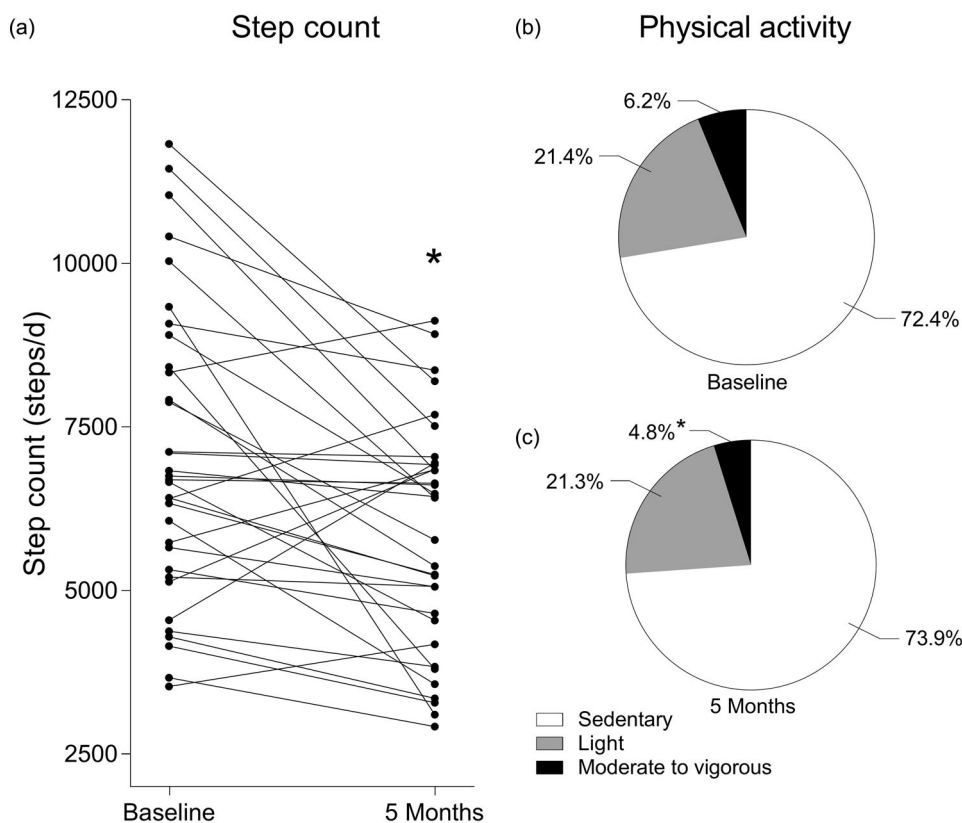 (a)
Step count
Step count (steps/d)
12500
10000
7500
5000
2500
*
Baseline
5 Months
(b)
Physical activity
6.2%
21.4%
72.4%
Baseline
(c)
4.8%*
21.3%
73.9%
5 Months
Sedentary
Light
Moderate to vigorous